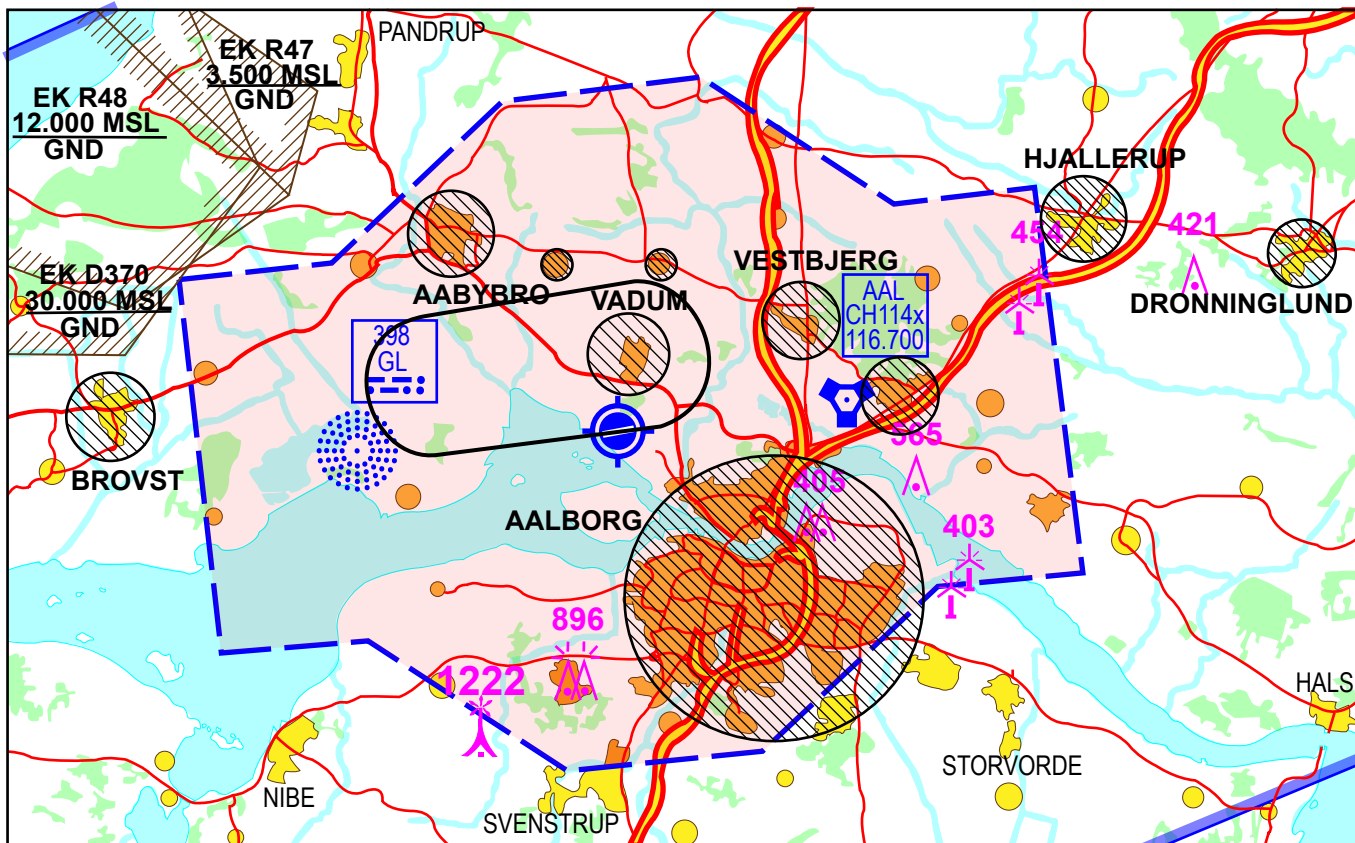 PANDRUP
EK R47
3.500 MSL
GND
EK R48
12.000 MSL
GND
HJALLERUP
421
454
VESTBJERG
EK D370
30.000 MSL
GND
AABYBRO
VADUM
AAL
CH114x
116.700
DRONNINGLUND
398
GL
BROVST
565
405
AALBORG
403
896
1222
HALS
STORVORDE
NIBE
SVENSTRUP